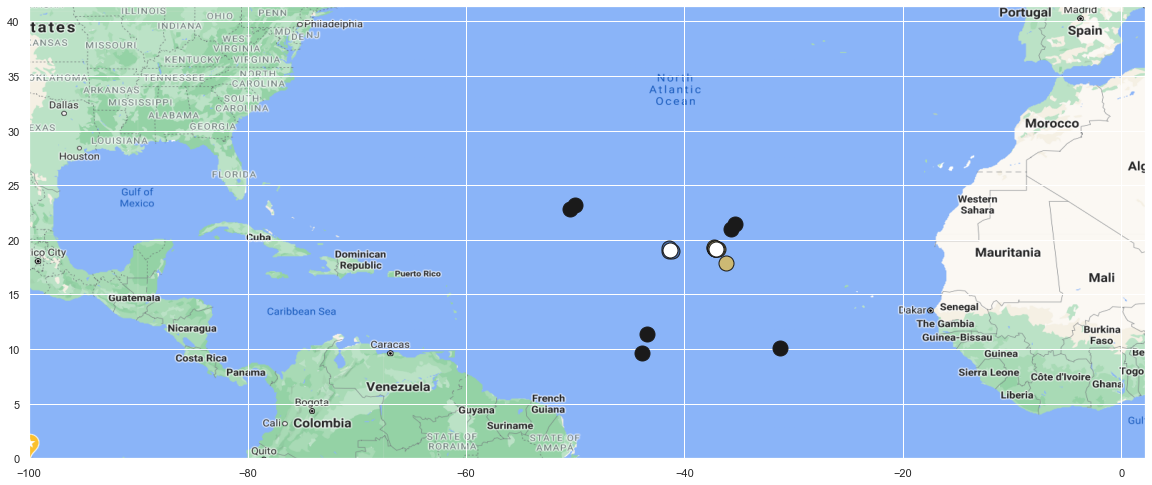 ILLINOIS
OHIO
PENN
Philadelphia
Madrid
Portugal
Spain
40
tates
INDIANA
MD
DE
NJ
KANSAS
MISSOURI
WEST
VIRGINIA
KENTUCKY
VIRGINIA
35
OKLAHOMA
TENNESSEE
NORTH
CAROLINA
ARKANSAS
MISSISSIPPI
SOUTH
CAROLINA
North
Atlantic
Ocean
Dallas
ALABAMA
GEORGIA
Morocco
30
EXAS
LOUISIANA
Houston
FLORIDA
Alg
25
Gulf of
Mexico
Western
Sahara
20
Cuba
ico City
Dominican
Republic
Puerto Rico
Mauritania
Mali
15
Guatemala
Caribbean Sea
Dakar
Senegal
The Gambia
Guinea-Bissau
Burkina
Faso
Nicaragua
10
Costa Rica
Panama
Caracas
Guinea
Be
Sierra Leone
Côte d'Ivoire
Togo
Ghana
Liberia
Venezuela
Guyana
French
Guiana
Suriname
5
Bogota
Cali
Colombia
STATE OF
RORAIMA
STATE OF
AMAPA
Gulf
Quito
0
−100
−80
−60
−40
−20
0